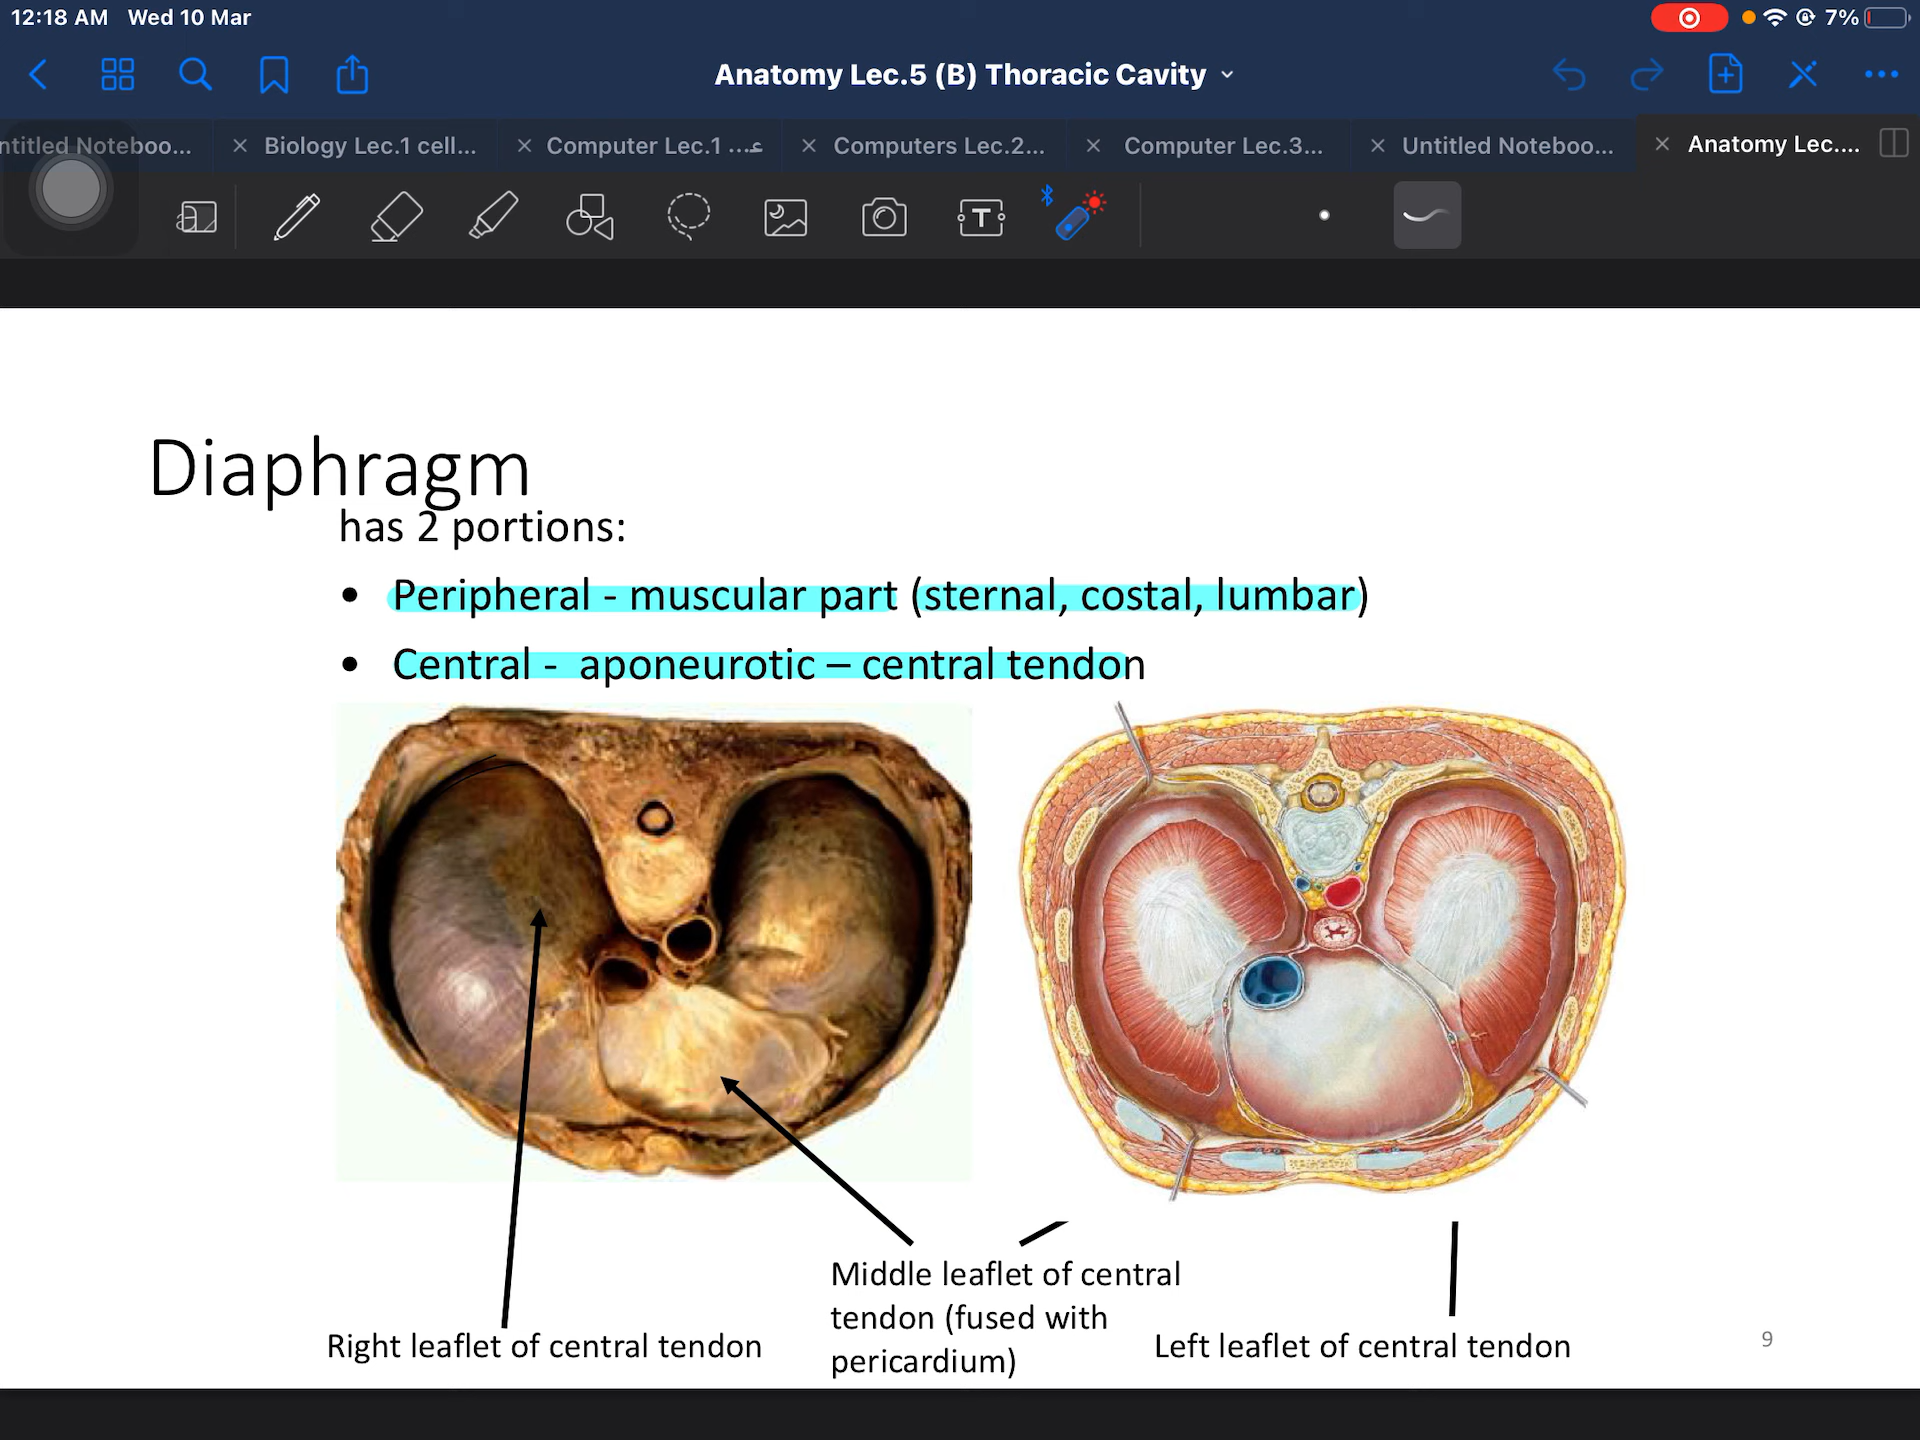 12:18 AM Wed 10 Mar
7%
Anatomy Lec.5 (B) Thoracic Cavity
ntitled Noteboo...
Biology Lec.1 cell...
Computer Lec.1 ...ع
Computers Lec.2...
Computer Lec.3...
Untitled Noteboo...
Anatomy Lec....
a
T
Diaphragm
has 2 portions:
• Peripheral - muscular part (sternal, costal, lumbar)
• Central - aponeurotic – central tendon
Middle leaflet of central
tendon (fused with
pericardium)
Right leaflet of central tendon
Left leaflet of central tendon
9